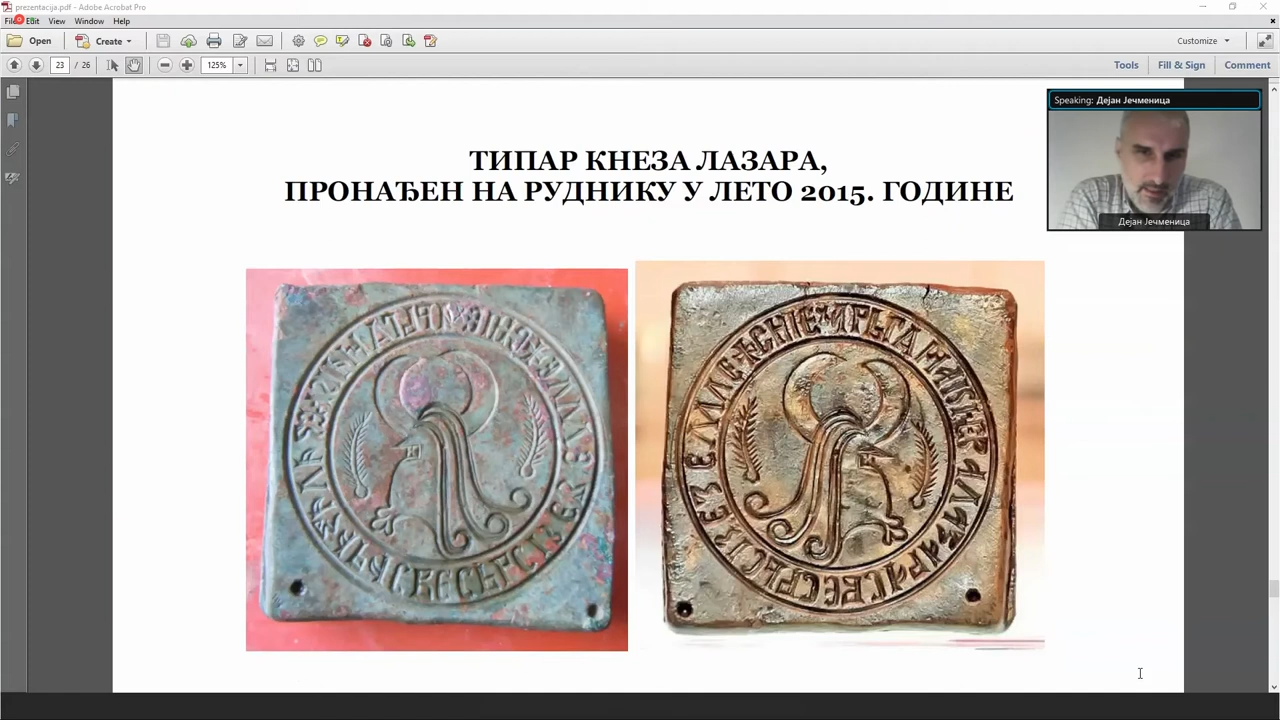 prezentacija.pdf - Adobe Acrobat Pro
File Edit View Window Help
Open Create Customize
23 / 26 125% Tools Fill & Sign Comment
Speaking: Дејан Јечменица
Дејан Јечменица
ТИПАР КНЕЗА ЛАЗАРА,
ПРОНАЂЕН НА РУДНИКУ У ЛЕТО 2015. ГОДИНЕ